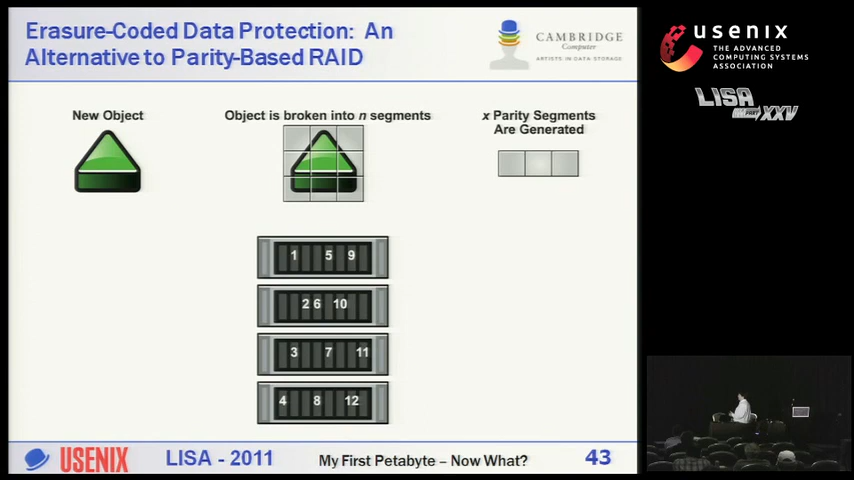 Erasure-Coded Data Protection: An
Alternative to Parity-Based RAID
CAMBRIDGE
Computer
ARTISTS IN DATA STORAGE
usenix
THE ADVANCED
COMPUTING SYSTEMS
ASSOCIATION
LISA
XXV
New Object
Object is broken into n segments
x Parity Segments
Are Generated
1 5 9
2 6 10
3 7 11
4 8 12
USENIX
LISA - 2011
My First Petabyte – Now What?
43